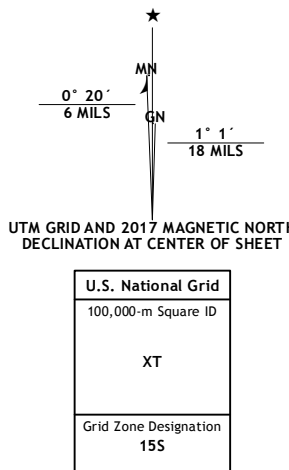 ★
MN
0° 20´
6 MILS
GN
1° 1´
18 MILS
UTM GRID AND 2017 MAGNETIC NORTH
DECLINATION AT CENTER OF SHEET
U.S. National Grid
100,000-m Square ID
XT
Grid Zone Designation
15S